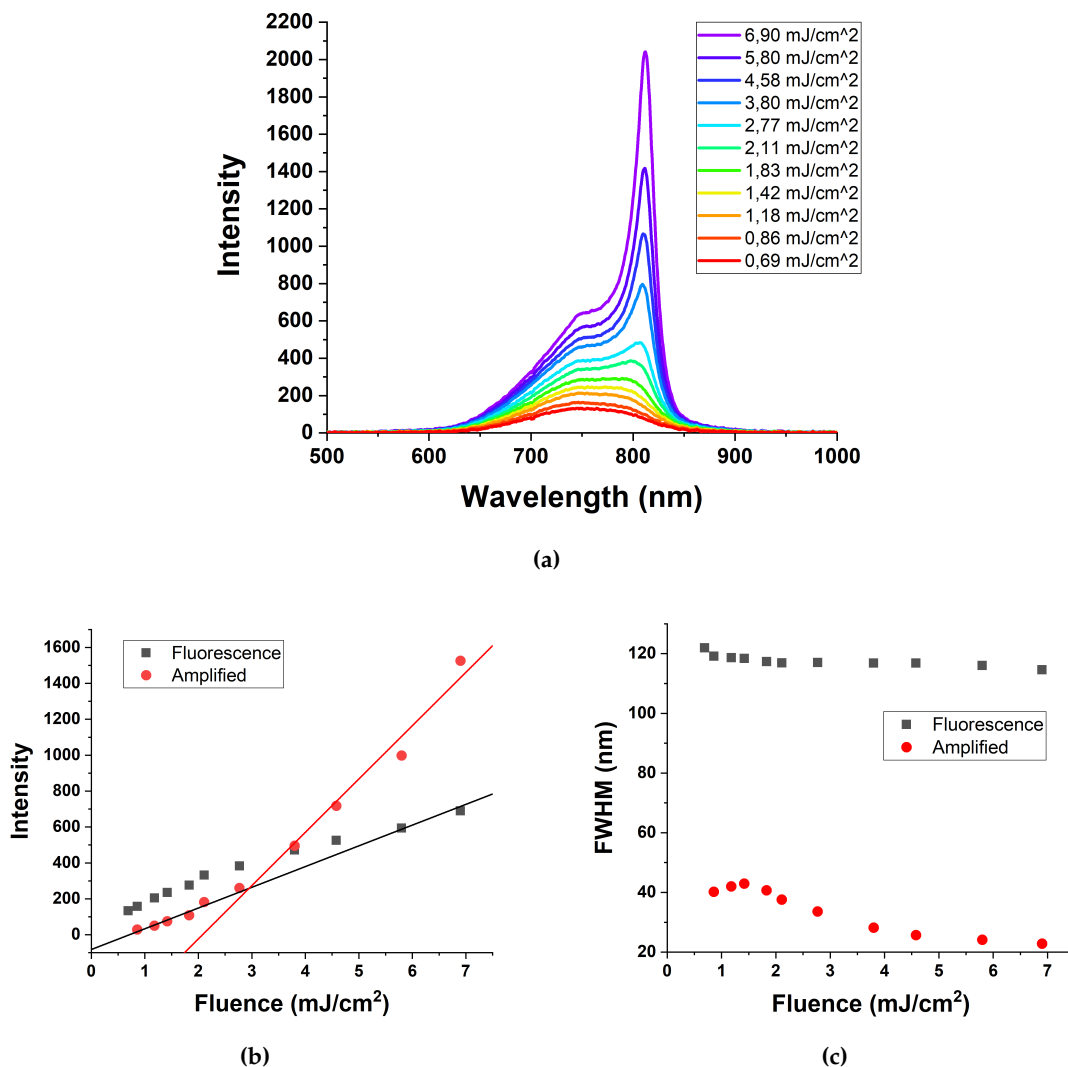 2200
2000
1800
1600
1400
1200
1000
800
600
400
200
0
Intensity
6,90 mJ/cm^2
5,80 mJ/cm^2
4,58 mJ/cm^2
3,80 mJ/cm^2
2,77 mJ/cm^2
2,11 mJ/cm^2
1,83 mJ/cm^2
1,42 mJ/cm^2
1,18 mJ/cm^2
0,86 mJ/cm^2
0,69 mJ/cm^2
500 600 700 800 900 1000
Wavelength (nm)
(a)
1600
1400
1200
1000
800
600
400
200
0
Intensity
Fluorescence
Amplified
0 1 2 3 4 5 6 7
Fluence (mJ/cm²)
(b)
120
100
80
60
40
20
FWHM (nm)
Fluorescence
Amplified
0 1 2 3 4 5 6 7
Fluence (mJ/cm²)
(c)